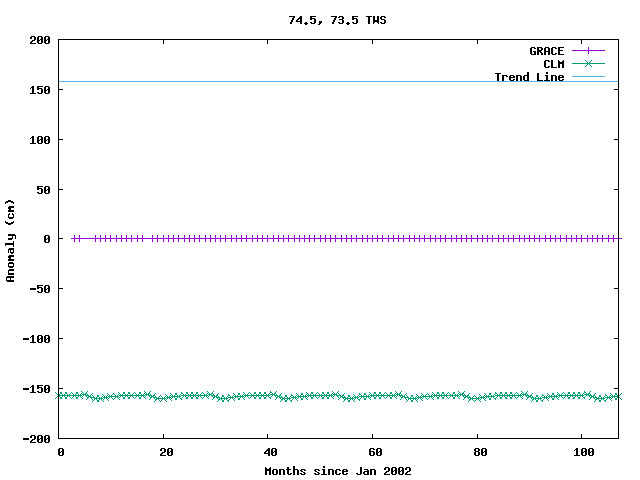 74.5, 73.5 TWS
200
150
100
50
0
-50
-100
-150
-200
Anomaly (cm)
GRACE
CLM
Trend Line
0 20 40 60 80 100
Months since Jan 2002